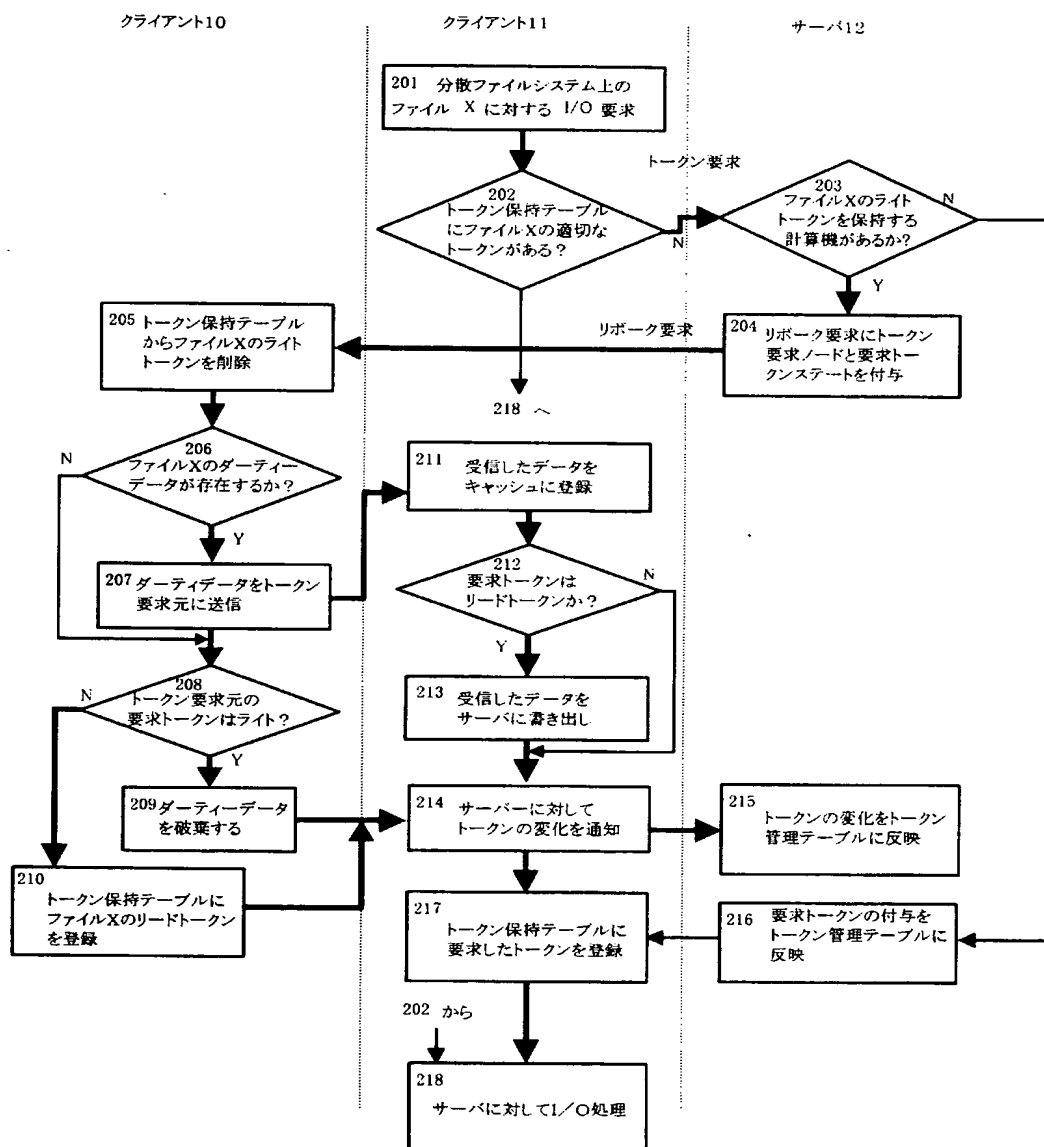 クライアント10
クライアント11
サーバ12
201 分散ファイルシステム上の
ファイル X に対する I/O 要求
トークン要求
202
トークン保持テーブル
にファイルXの適切な
トークンがある?
N
203
ファイルXのライト
トークンを保持する
計算機があるか?
N
Y
204 リボーク要求にトークン
要求ノードと要求トー
クンステートを付与
リボーク要求
205 トークン保持テーブル
からファイルXのライト
トークンを削除
218 へ
206
ファイルXのダーティー
データが存在するか?
N
Y
207 ダーティデータをトークン
要求元に送信
211 受信したデータを
キャッシュに登録
212
要求トークンは
リードトークンか?
N
Y
213 受信したデータを
サーバに書き出し
208
トークン要求元の
要求トークンはライト?
N
Y
209 ダーティーデータ
を破棄する
210
トークン保持テーブルに
ファイルXのリードトークン
を登録
214 サーバーに対して
トークンの変化を通知
215
トークンの変化をトークン
管理テーブルに反映
216 要求トークンの付与を
トークン管理テーブルに
反映
217
トークン保持テーブルに
要求したトークンを登録
202 から
218
サーバに対してI/O処理